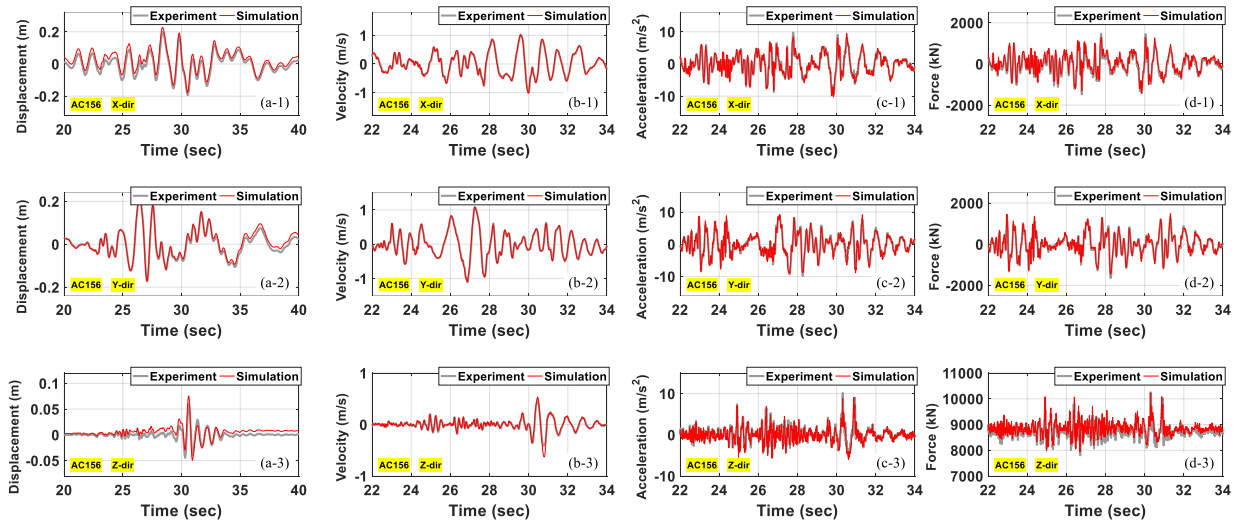 Experiment Simulation
Displacement (m)
0.2
0
-0.2
AC156 X-dir
(a-1)
20 25 30 35 40
Time (sec)
Experiment Simulation
Velocity (m/s)
1
0
-1
AC156 X-dir
(b-1)
22 24 26 28 30 32 34
Time (sec)
Experiment Simulation
Acceleration (m/s²)
10
0
-10
AC156 X-dir
(c-1)
22 24 26 28 30 32 34
Time (sec)
Experiment Simulation
Force (kN)
2000
0
-2000
AC156 X-dir
(d-1)
22 24 26 28 30 32 34
Time (sec)
Experiment Simulation
Displacement (m)
0.2
0
-0.2
AC156 Y-dir
(a-2)
20 25 30 35 40
Time (sec)
Experiment Simulation
Velocity (m/s)
1
0
-1
AC156 Y-dir
(b-2)
22 24 26 28 30 32 34
Time (sec)
Experiment Simulation
Acceleration (m/s²)
10
0
-10
AC156 Y-dir
(c-2)
22 24 26 28 30 32 34
Time (sec)
Experiment Simulation
Force (kN)
2000
0
-2000
AC156 Y-dir
(d-2)
22 24 26 28 30 32 34
Time (sec)
Experiment Simulation
Displacement (m)
0.1
0.05
0
-0.05
AC156 Z-dir
(a-3)
20 25 30 35 40
Time (sec)
Experiment Simulation
Velocity (m/s)
1
0
-1
AC156 Z-dir
(b-3)
22 24 26 28 30 32 34
Time (sec)
Experiment Simulation
Acceleration (m/s²)
10
0
-10
AC156 Z-dir
(c-3)
22 24 26 28 30 32 34
Time (sec)
Experiment Simulation
Force (kN)
11000
10000
9000
8000
7000
AC156 Z-dir
(d-3)
22 24 26 28 30 32 34
Time (sec)